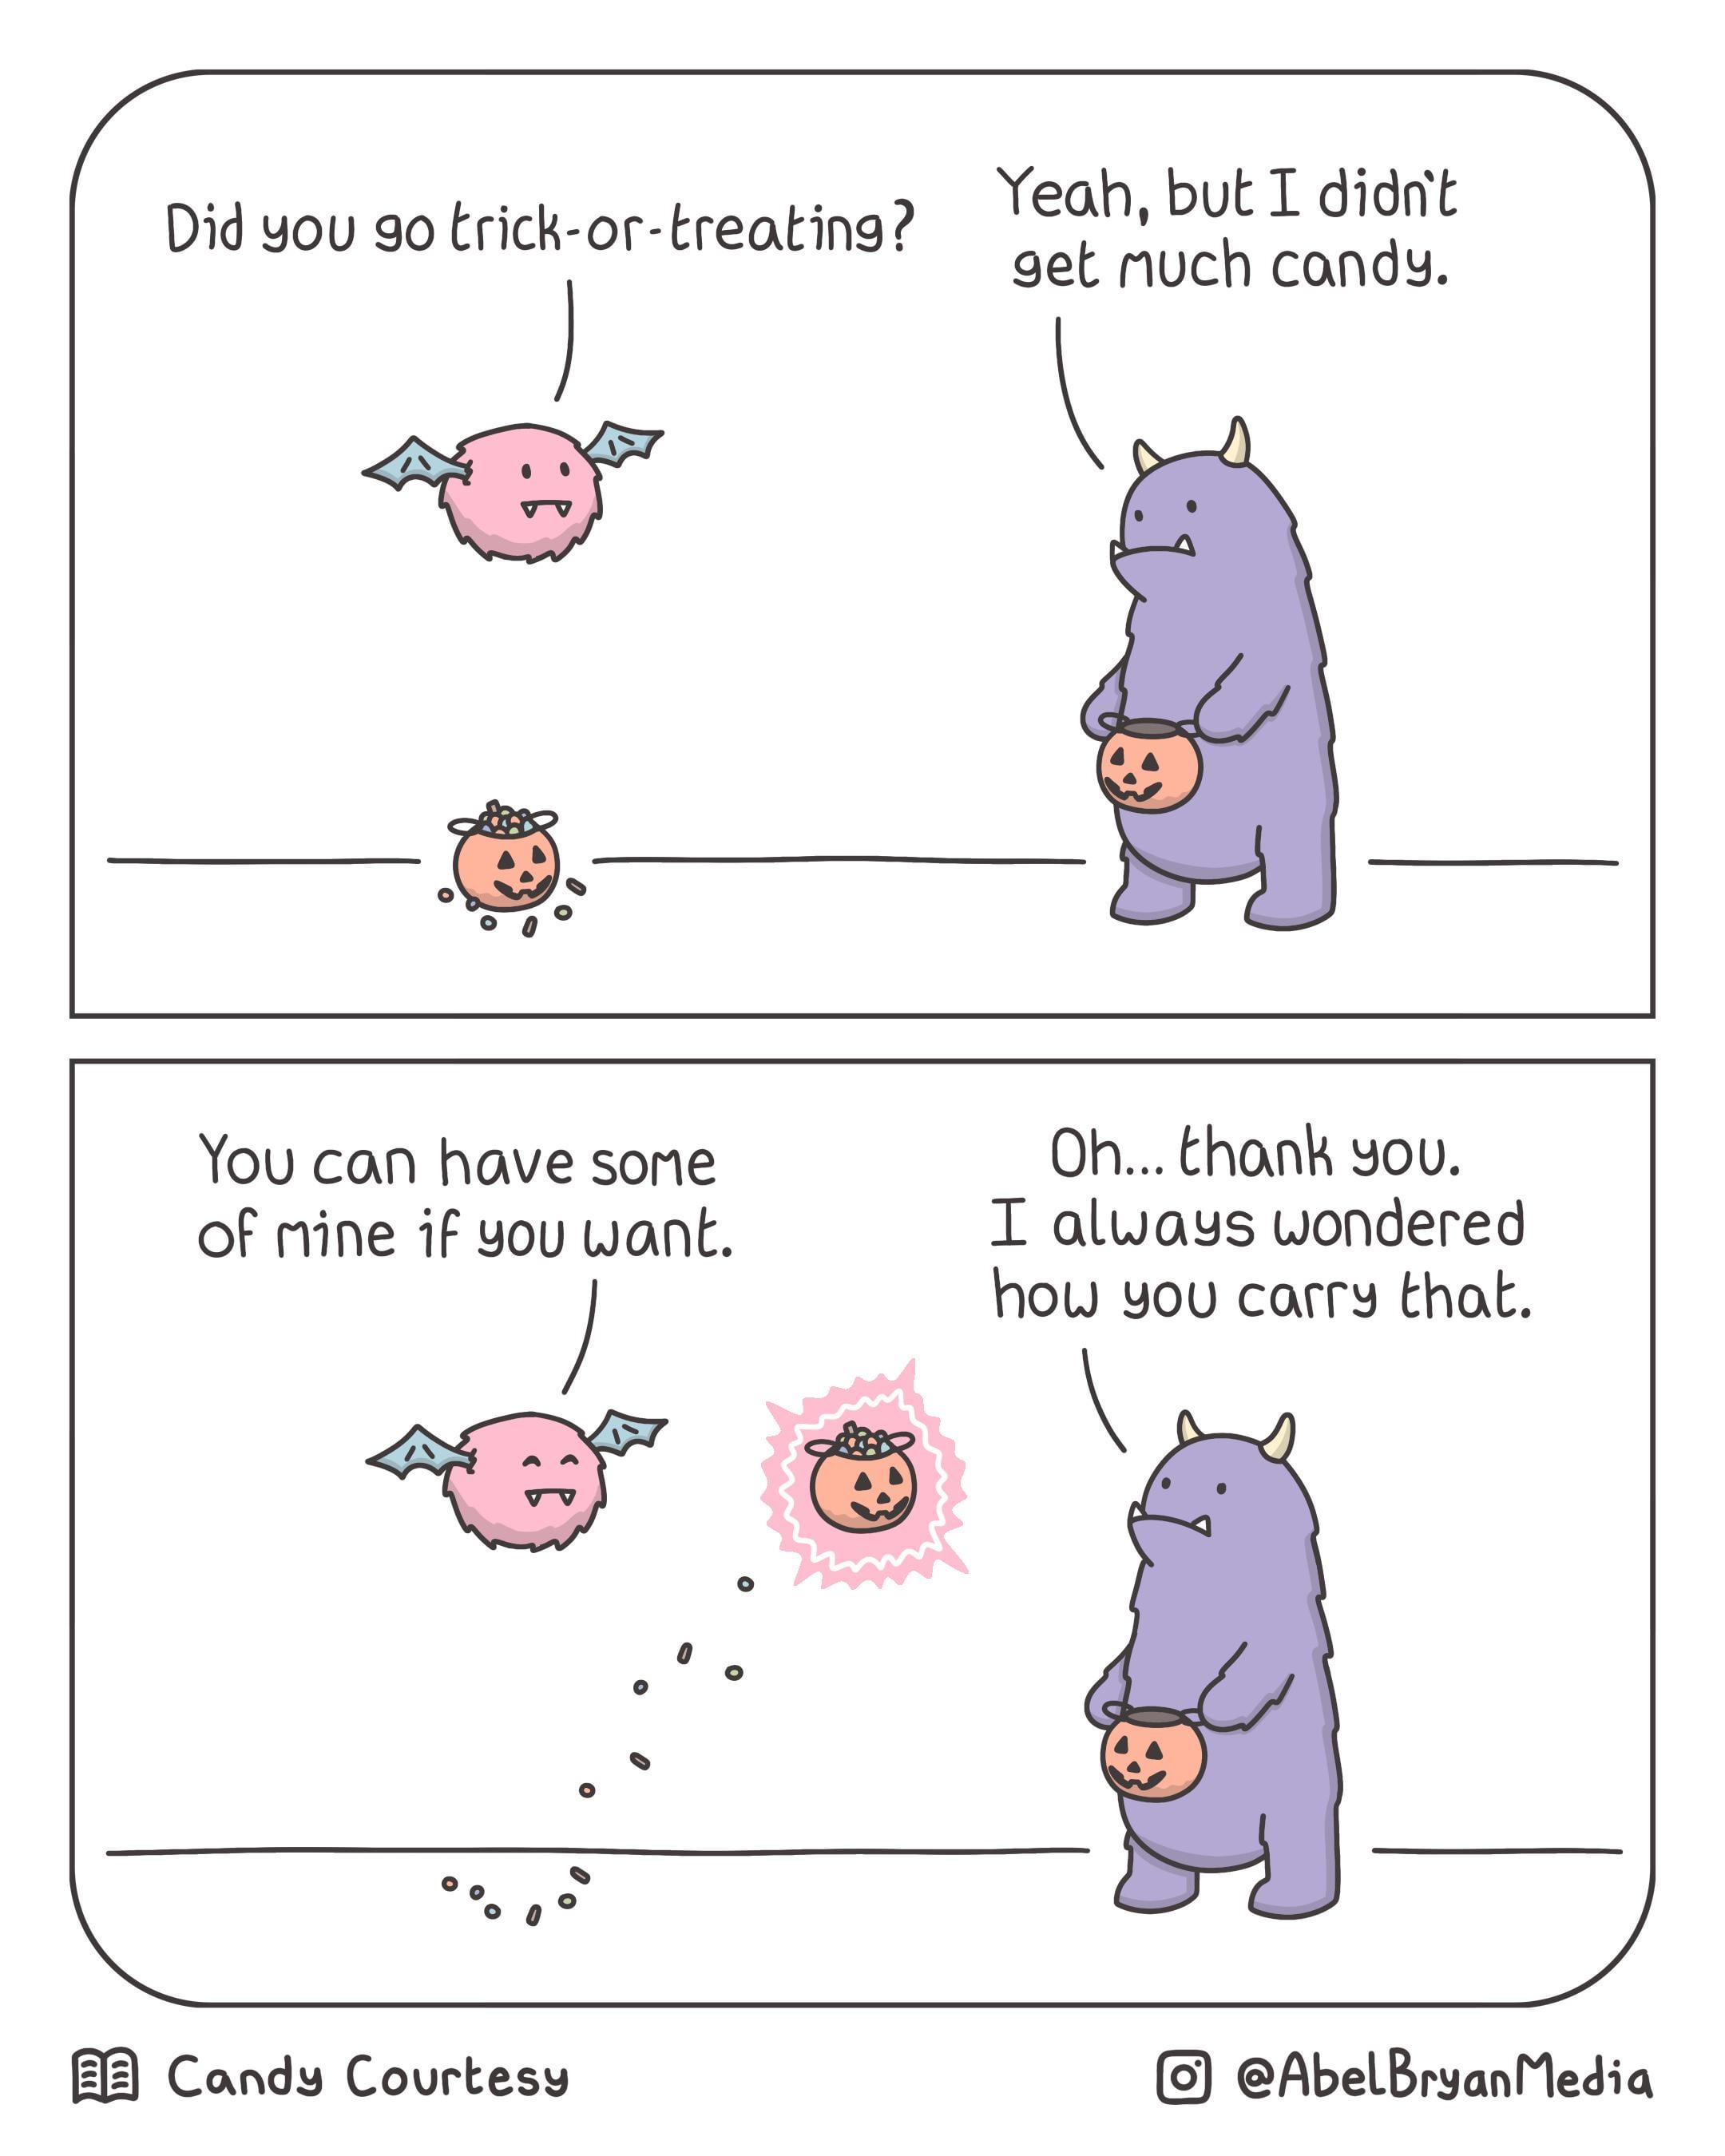 Did you go trick-or-treating?
Yeah, but I didn't
get much candy.
You can have some
of mine if you want.
Oh... thank you.
I always wondered
how you carry that.
Candy Courtesy
@AbelBryanMedia